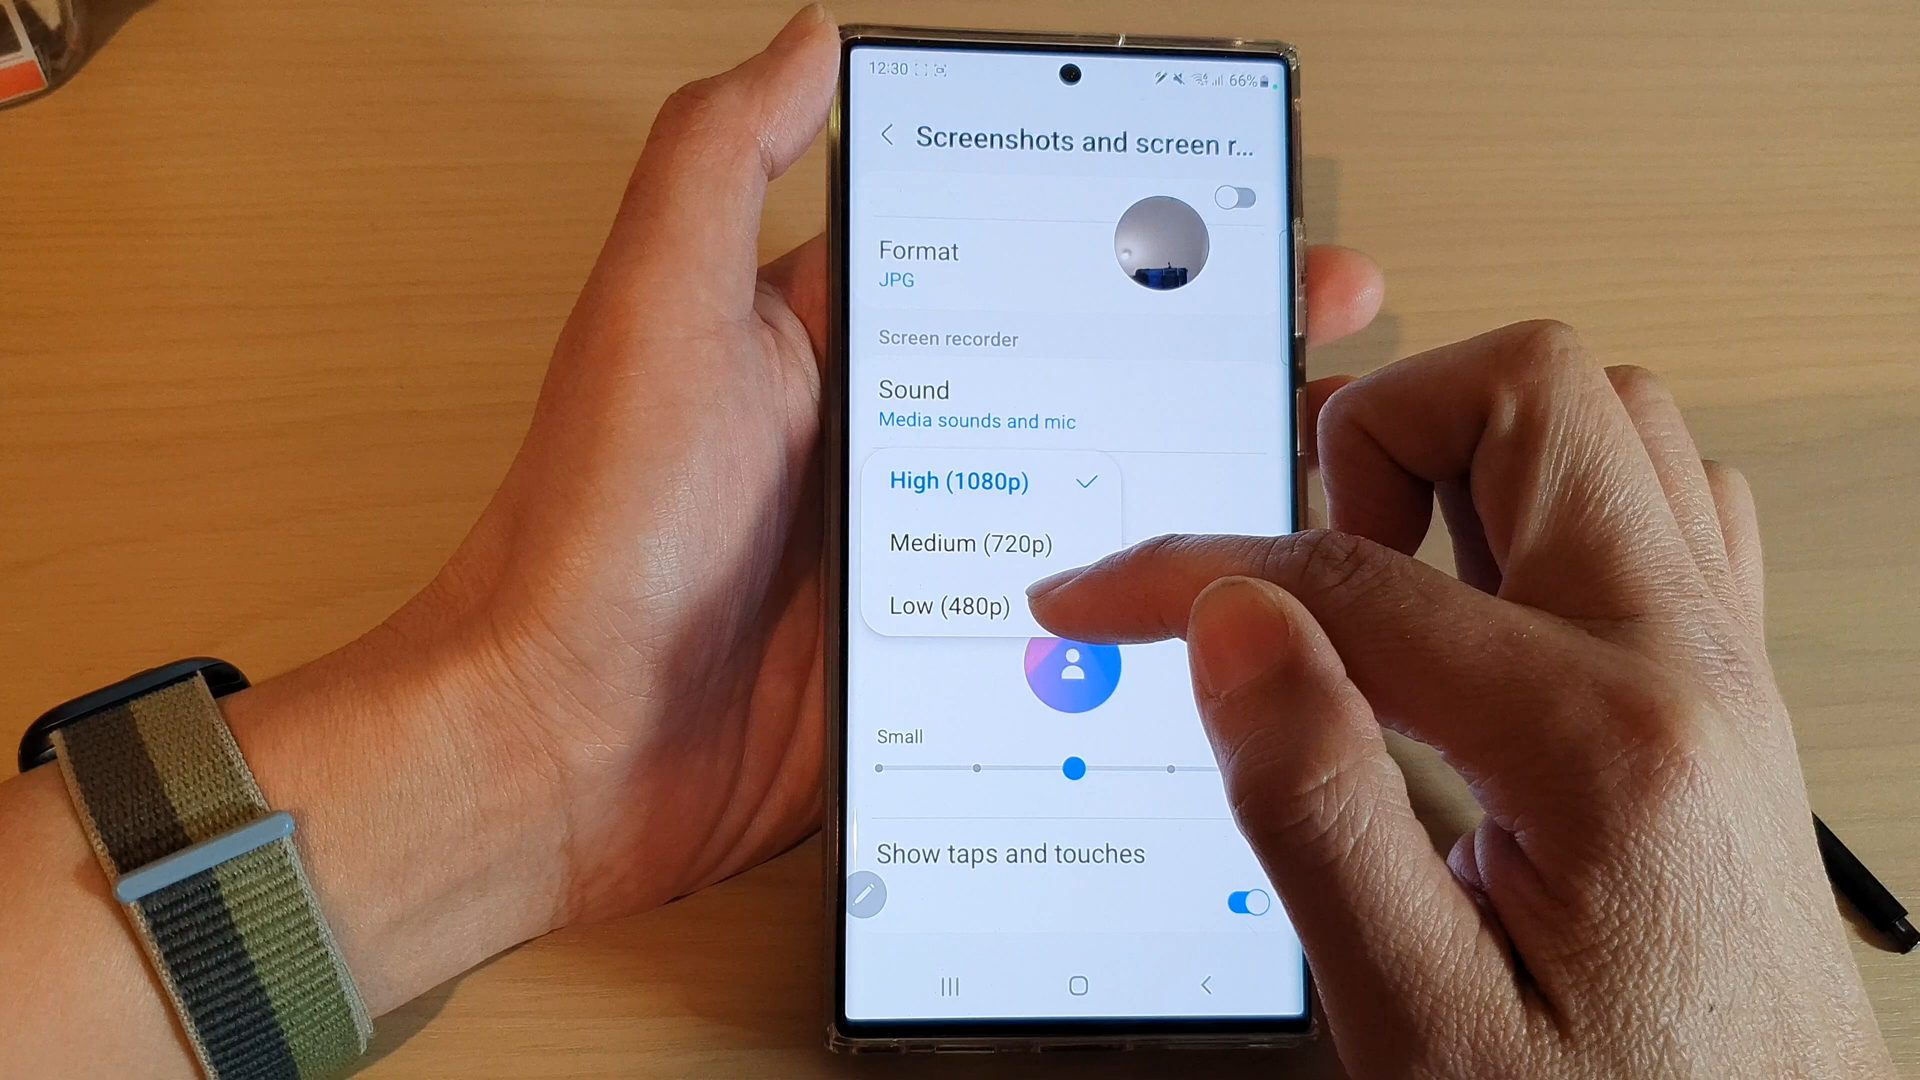 12:30
66%
Screenshots and screen r...
Format
JPG
Screen recorder
Sound
Media sounds and mic
High (1080p)
Medium (720p)
Low (480p)
Small
Show taps and touches